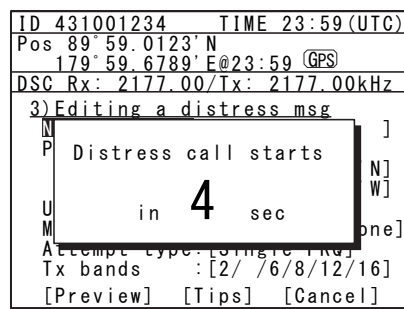 ID 431001234 TIME 23:59(UTC)
Pos 89°59.0123'N
179°59.6789'E@23:59 GPS
DSC Rx: 2177.00/Tx: 2177.00kHz
3)Editing a distress msg
N ]
P
Distress call starts
N]
W]
U
in 4 sec
M one]
Attempt type:[Single FRQ]
Tx bands :[2/ /6/8/12/16]
[Preview] [Tips] [Cancel]